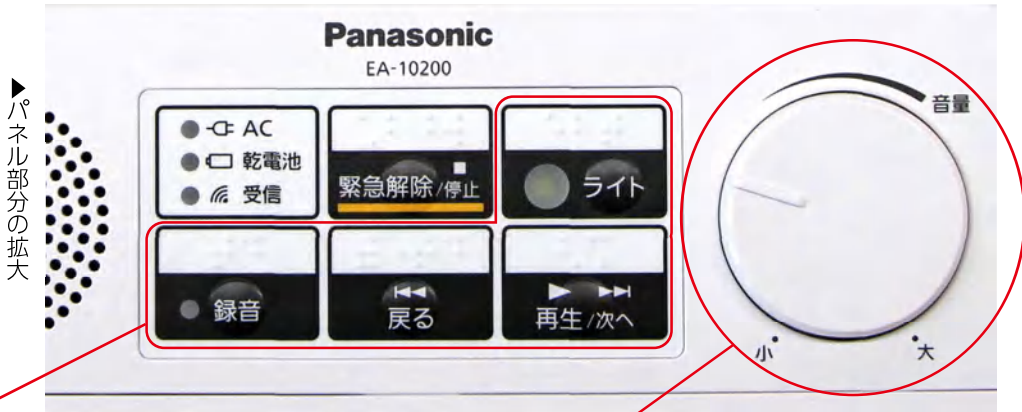 Panasonic
EA-10200
▶パネル部分の拡大
AC
乾電池
受信
緊急解除/停止
ライト
録音
戻る
再生/次へ
音量
小
大